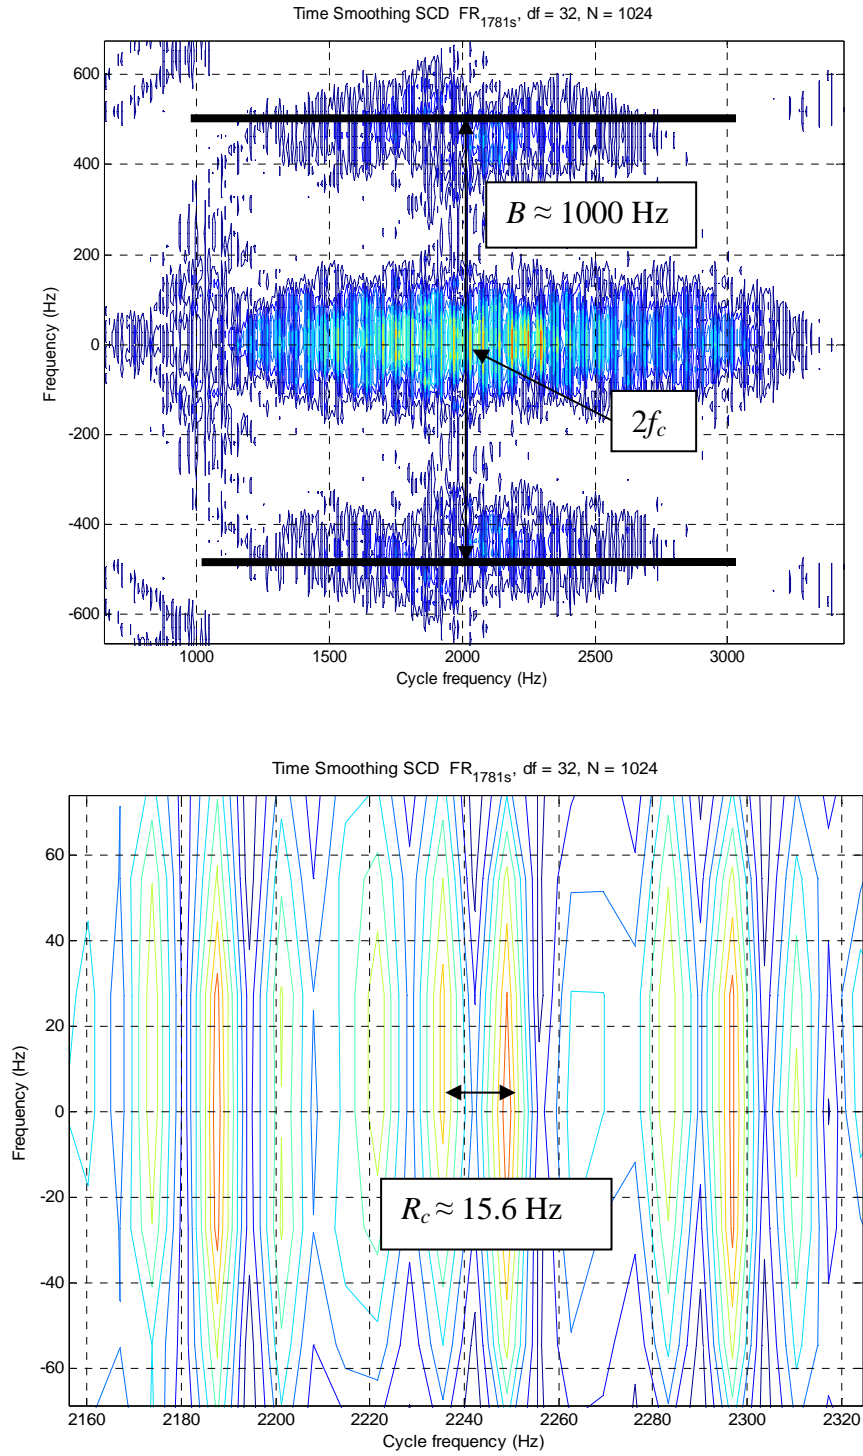 Time Smoothing SCD FR1781s, df = 32, N = 1024
Frequency (Hz)
600
400
200
0
-200
-400
-600
B ≈ 1000 Hz
2fc
1000 1500 2000 2500 3000
Cycle frequency (Hz)
Time Smoothing SCD FR1781s, df = 32, N = 1024
Frequency (Hz)
60
40
20
0
-20
-40
-60
Rc ≈ 15.6 Hz
2160 2180 2200 2220 2240 2260 2280 2300 2320
Cycle frequency (Hz)